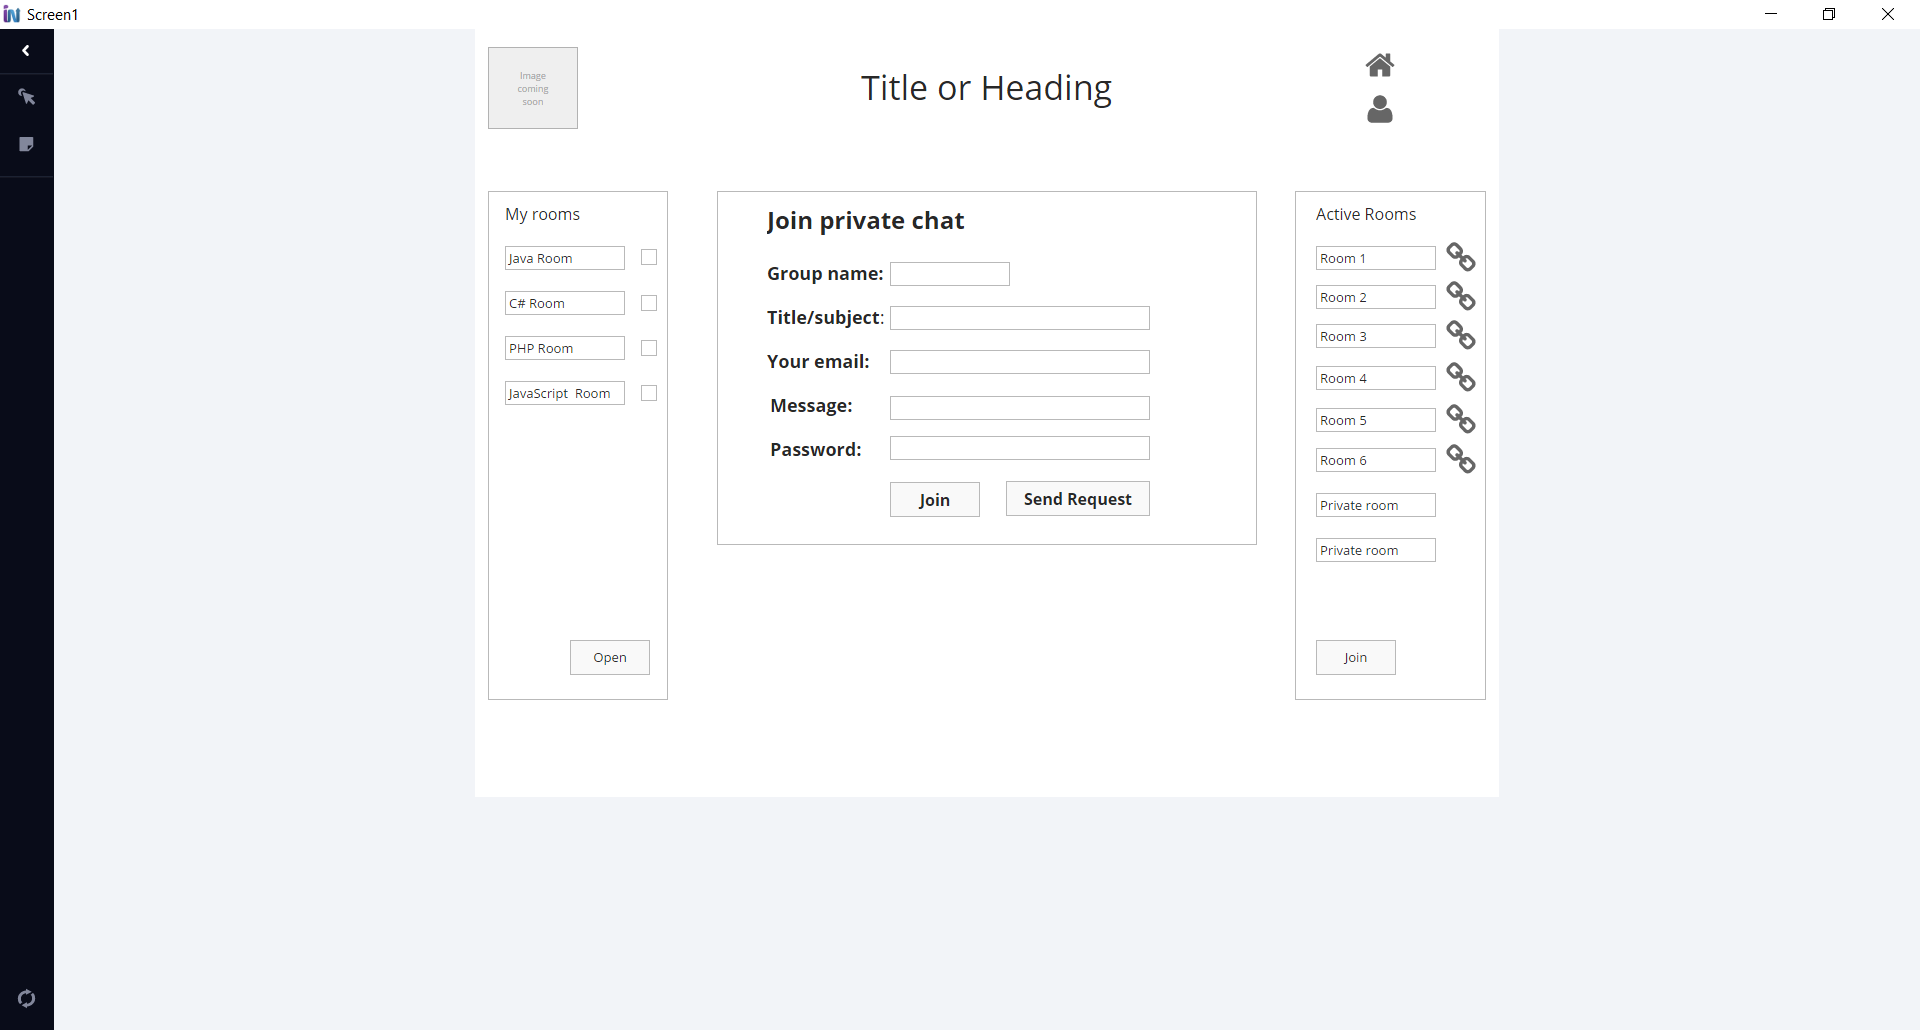 Screen1
Image
coming
soon
Title or Heading
My rooms
Java Room
C# Room
PHP Room
JavaScript  Room
Open
Join private chat
Group name:
Title/subject:
Your email:
Message:
Password:
Join
Send Request
Active Rooms
Room 1
Room 2
Room 3
Room 4
Room 5
Room 6
Private room
Private room
Join